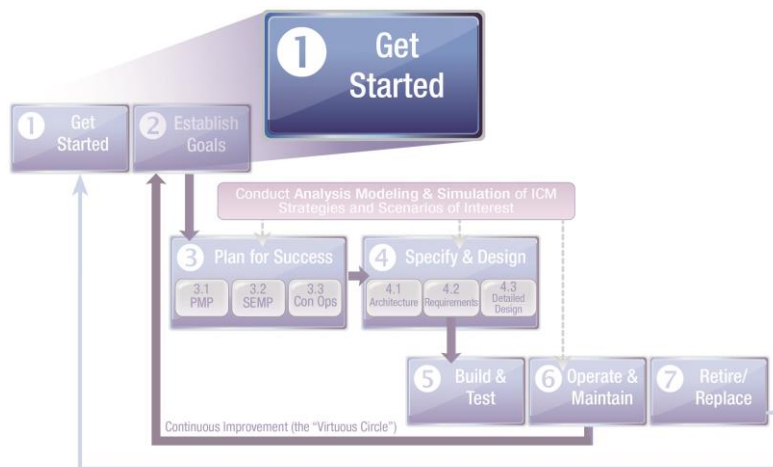 1 Get
Started
1 Get
Started
2 Establish
Goals
Conduct Analysis Modeling & Simulation of ICM
Strategies and Scenarios of Interest
3 Plan for Success
3.1
PMP
3.2
SEMP
3.3
Con Ops
4 Specify & Design
4.1
Architecture
4.2
Requirements
4.3
Detailed
Design
5 Build &
Test
6 Operate &
Maintain
7 Retire/
Replace
Continuous Improvement (the “Virtuous Circle”)